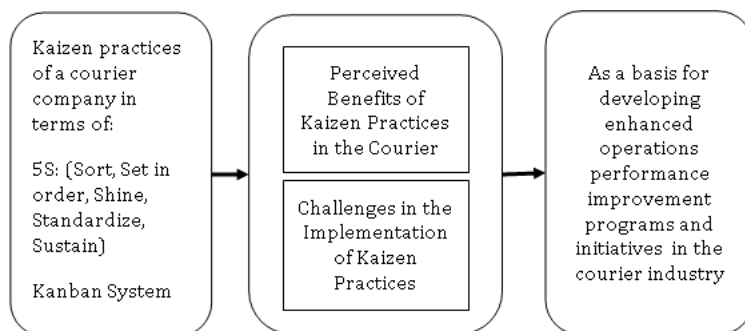 Kaizen practices
of a courier
company in
terms of:
5S: (Sort, Set in
order, Shine,
Standardize,
Sustain)
Kanban System
Perceived
Benefits of
Kaizen Practices
in the Courier
Challenges in the
Implementation
of Kaizen
Practices
As a basis for
developing
enhanced
operations
performance
improvement
programs and
initiatives in the
courier industry